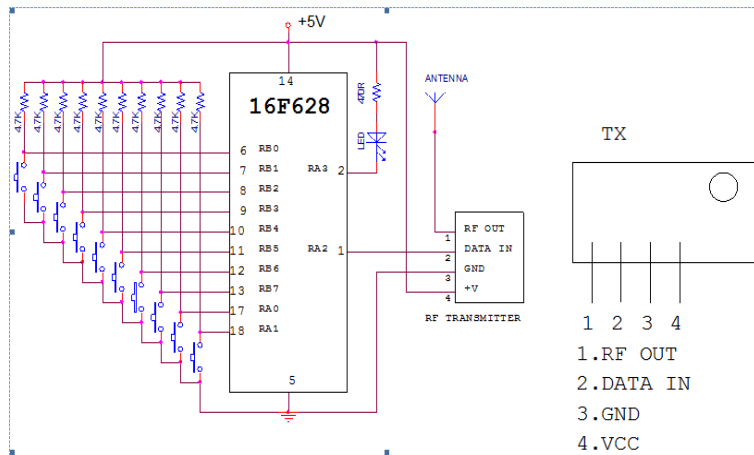 +5V
14
16F628
4.7K 4.7K 4.7K 4.7K 4.7K 4.7K 4.7K 4.7K 4.7K 4.7K
470R
LED
ANTENNA
6 RB0
7 RB1
8 RB2
9 RB3
10 RB4
11 RB5
12 RB6
13 RB7
17 RA0
18 RA1
RA3 2
RA2 1
5
1 RF OUT
2 DATA IN
3 GND
4 +V
RF TRANSMITTER
TX
1 2 3 4
1.RF OUT
2.DATA IN
3.GND
4.VCC